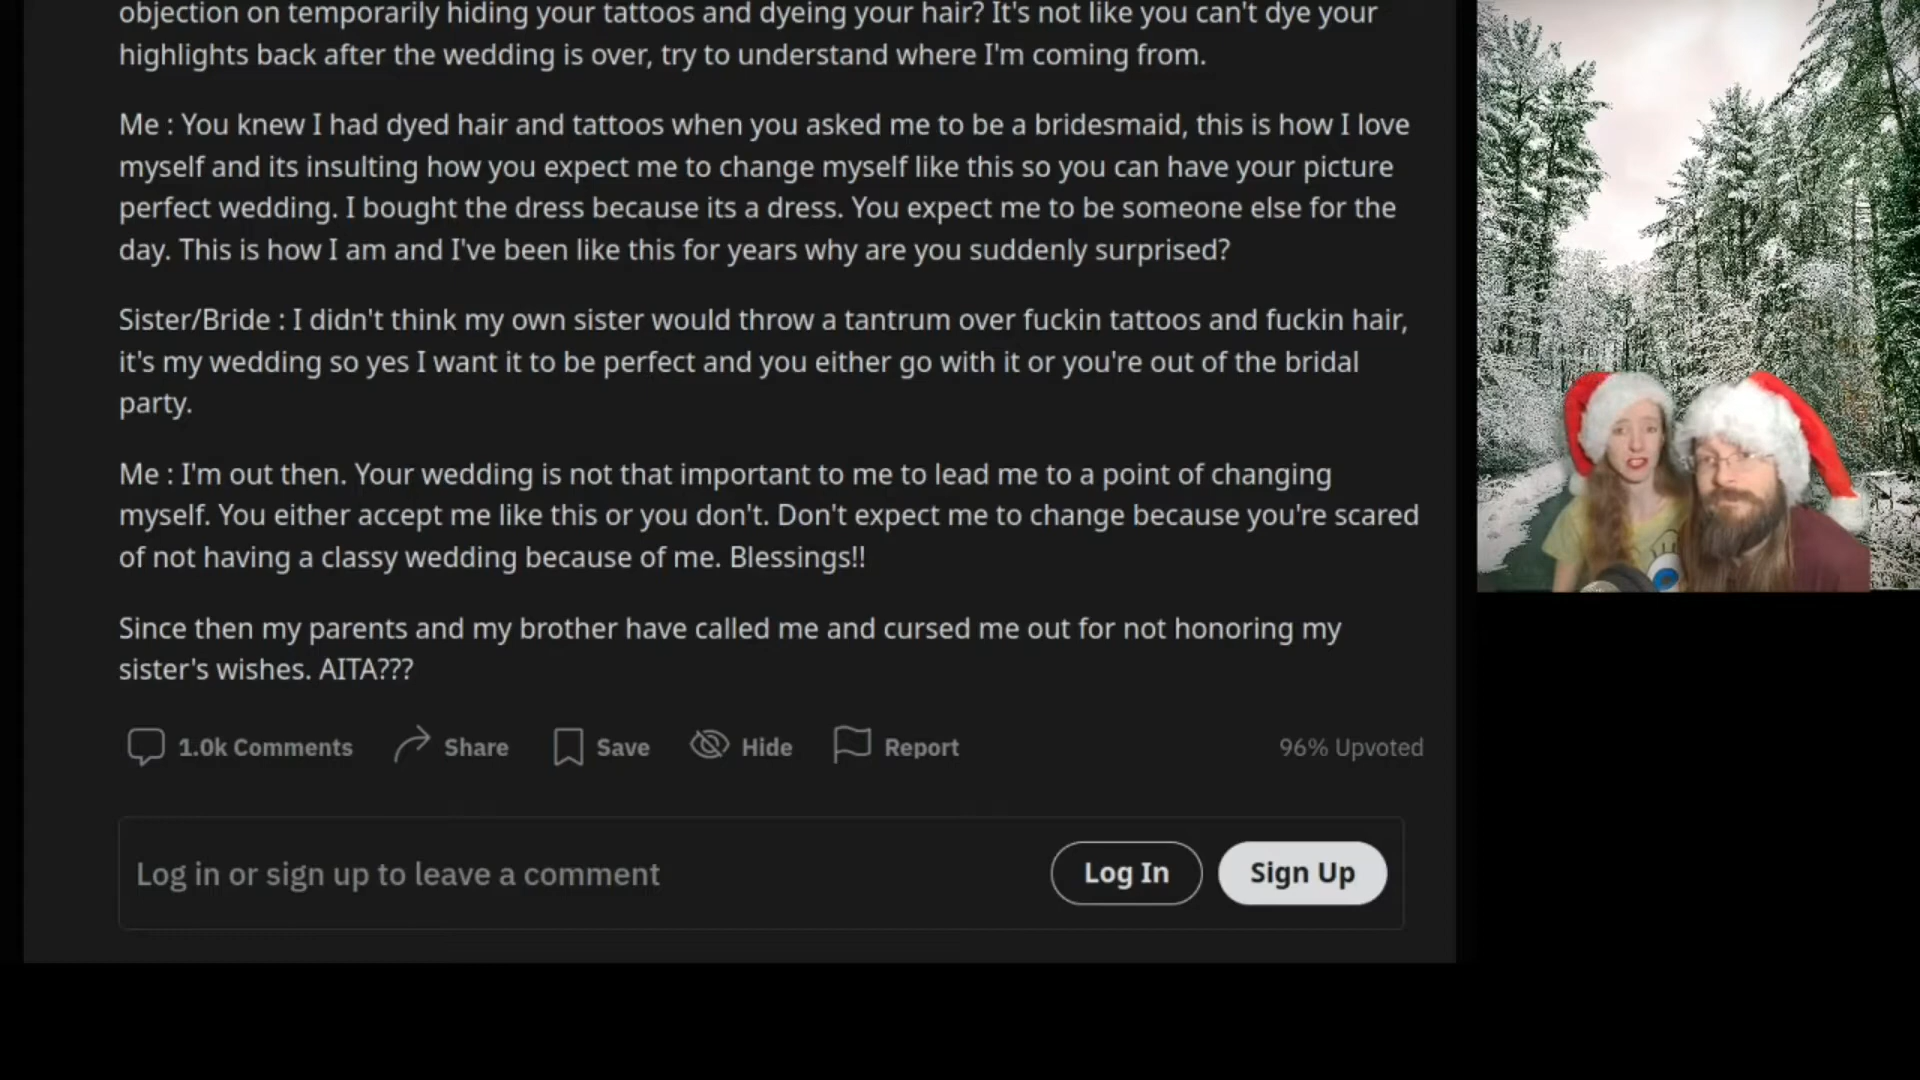 objection on temporarily hiding your tattoos and dyeing your hair? It's not like you can't dye your
highlights back after the wedding is over, try to understand where I'm coming from.
Me : You knew I had dyed hair and tattoos when you asked me to be a bridesmaid, this is how I love
myself and its insulting how you expect me to change myself like this so you can have your picture
perfect wedding. I bought the dress because its a dress. You expect me to be someone else for the
day. This is how I am and I've been like this for years why are you suddenly surprised?
Sister/Bride : I didn't think my own sister would throw a tantrum over fuckin tattoos and fuckin hair,
it's my wedding so yes I want it to be perfect and you either go with it or you're out of the bridal
party.
Me : I'm out then. Your wedding is not that important to me to lead me to a point of changing
myself. You either accept me like this or you don't. Don't expect me to change because you're scared
of not having a classy wedding because of me. Blessings!!
Since then my parents and my brother have called me and cursed me out for not honoring my
sister's wishes. AITA???
1.0k Comments Share Save Hide Report 96% Upvoted
Log in or sign up to leave a comment Log In Sign Up